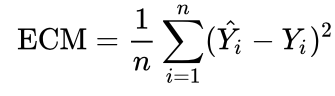 ECM = \frac{1}{n} \sum_{i=1}^{n} (\hat{Y}_i - Y_i)^2